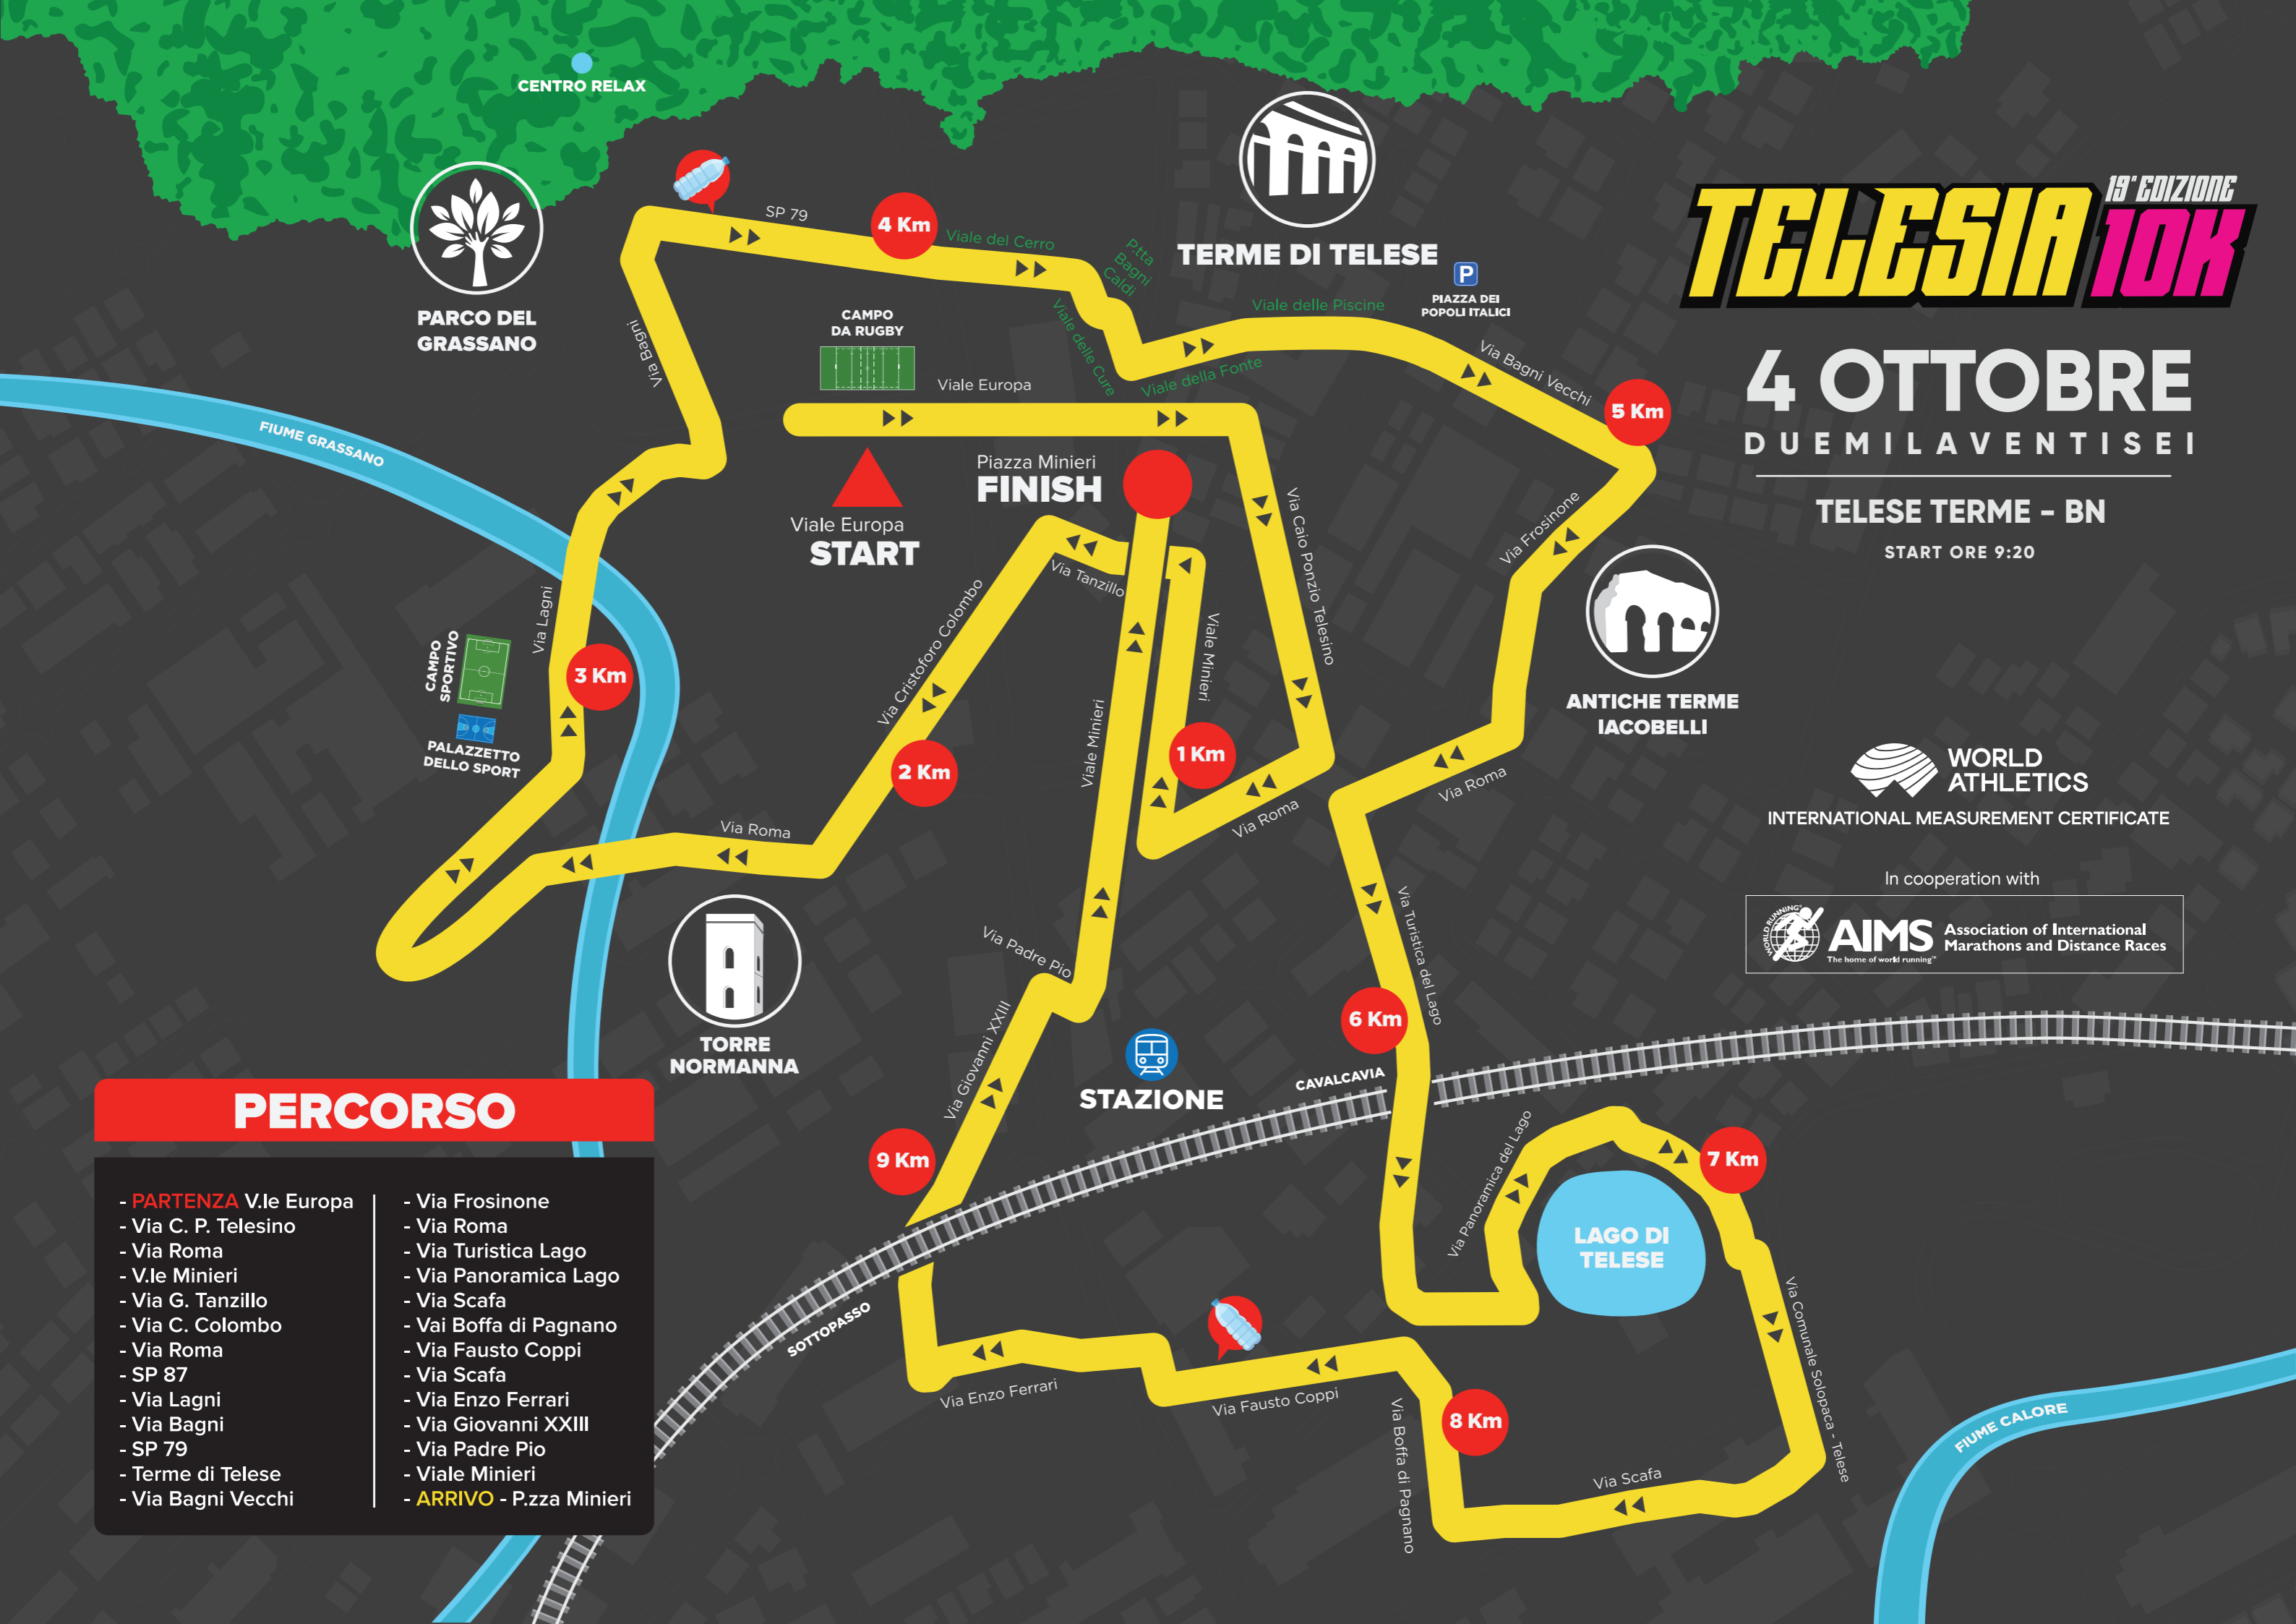 CENTRO RELAX
PARCO DEL
GRASSANO
SP 79
4 Km
Viale del Cerro
P.tta
Bagni
Caldi
Viale delle Cure
TERME DI TELESE
P
PIAZZA DEI
POPOLI ITALICI
Viale delle Piscine
Viale della Fonte
Via Bagni Vecchi
5 Km
TELESIA
19ª EDIZIONE
10K
4 OTTOBRE
DUEMILAVENTISEI
TELESE TERME - BN
START ORE 9:20
Via Bagni
CAMPO
DA RUGBY
Viale Europa
FIUME GRASSANO
Piazza Minieri
FINISH
Viale Europa
START
Via Caio Ponzio Telesino
Via Frosinone
ANTICHE TERME
IACOBELLI
Via Tanzillo
Via Cristoforo Colombo
Via Lagni
CAMPO
SPORTIVO
3 Km
PALAZZETTO
DELLO SPORT
Viale Minieri
Viale Minieri
1 Km
2 Km
Via Roma
Via Roma
Via Roma
WORLD
ATHLETICS
INTERNATIONAL MEASUREMENT CERTIFICATE
In cooperation with
WORLD RUNNING
AIMS
The home of world running™
Association of International
Marathons and Distance Races
Via Turistica del Lago
TORRE
NORMANNA
Via Padre Pio
Via Giovanni XXIII
6 Km
STAZIONE
CAVALCAVIA
9 Km
Via Panoramica del Lago
7 Km
LAGO DI
TELESE
SOTTOPASSO
Via Comunale Solopaca - Telese
Via Enzo Ferrari
Via Fausto Coppi
Via Boffa di Pagnano
8 Km
Via Scafa
FIUME CALORE
PERCORSO
- PARTENZA V.le Europa
- Via C. P. Telesino
- Via Roma
- V.le Minieri
- Via G. Tanzillo
- Via C. Colombo
- Via Roma
- SP 87
- Via Lagni
- Via Bagni
- SP 79
- Terme di Telese
- Via Bagni Vecchi
- Via Frosinone
- Via Roma
- Via Turistica Lago
- Via Panoramica Lago
- Via Scafa
- Vai Boffa di Pagnano
- Via Fausto Coppi
- Via Scafa
- Via Enzo Ferrari
- Via Giovanni XXIII
- Via Padre Pio
- Viale Minieri
- ARRIVO - P.zza Minieri